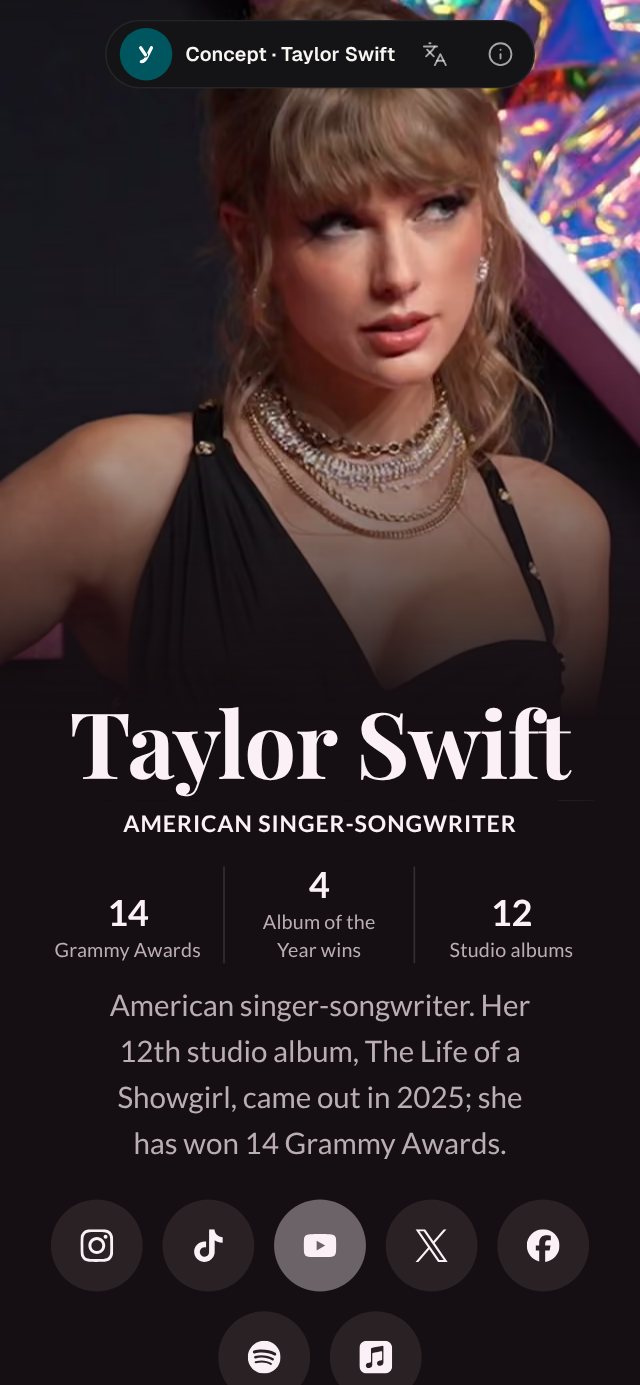 y Concept · Taylor Swift
Taylor Swift
AMERICAN SINGER-SONGWRITER
14
Grammy Awards
4
Album of the
Year wins
12
Studio albums
American singer-songwriter. Her
12th studio album, The Life of a
Showgirl, came out in 2025; she
has won 14 Grammy Awards.